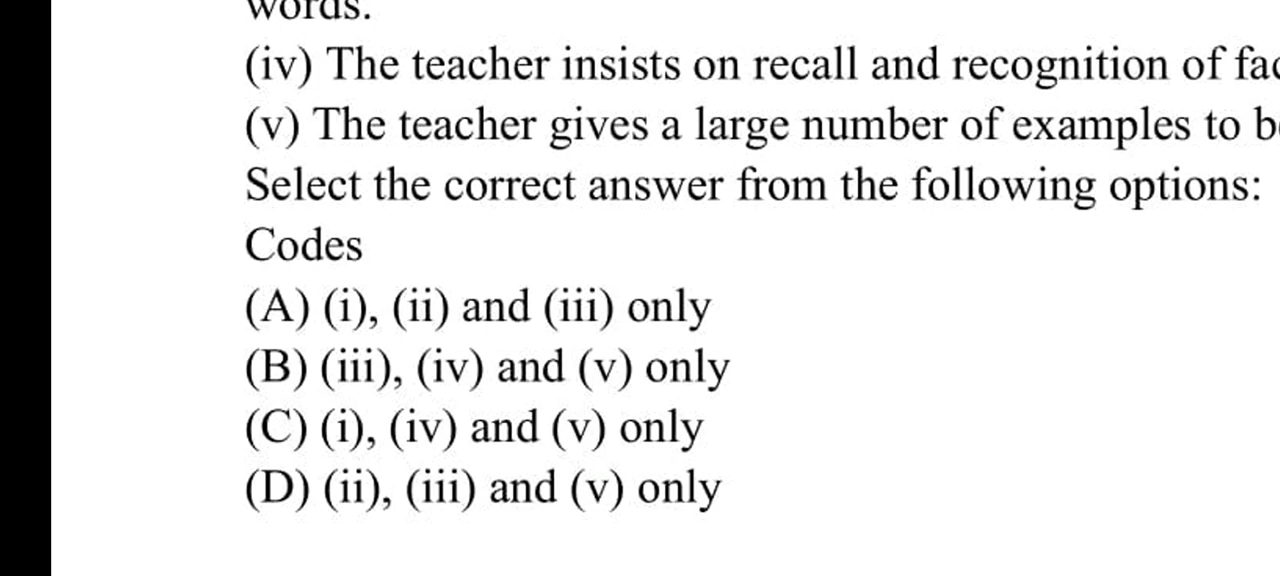 words.
(iv) The teacher insists on recall and recognition of
(v) The teacher gives a large number of examples to
Select the correct answer from the following options:
Codes
(A) (i), (ii) and (iii) only
(B) (iii), (iv) and (v) only
(C) (i), (iv) and (v) only
(D) (ii), (iii) and (v) only